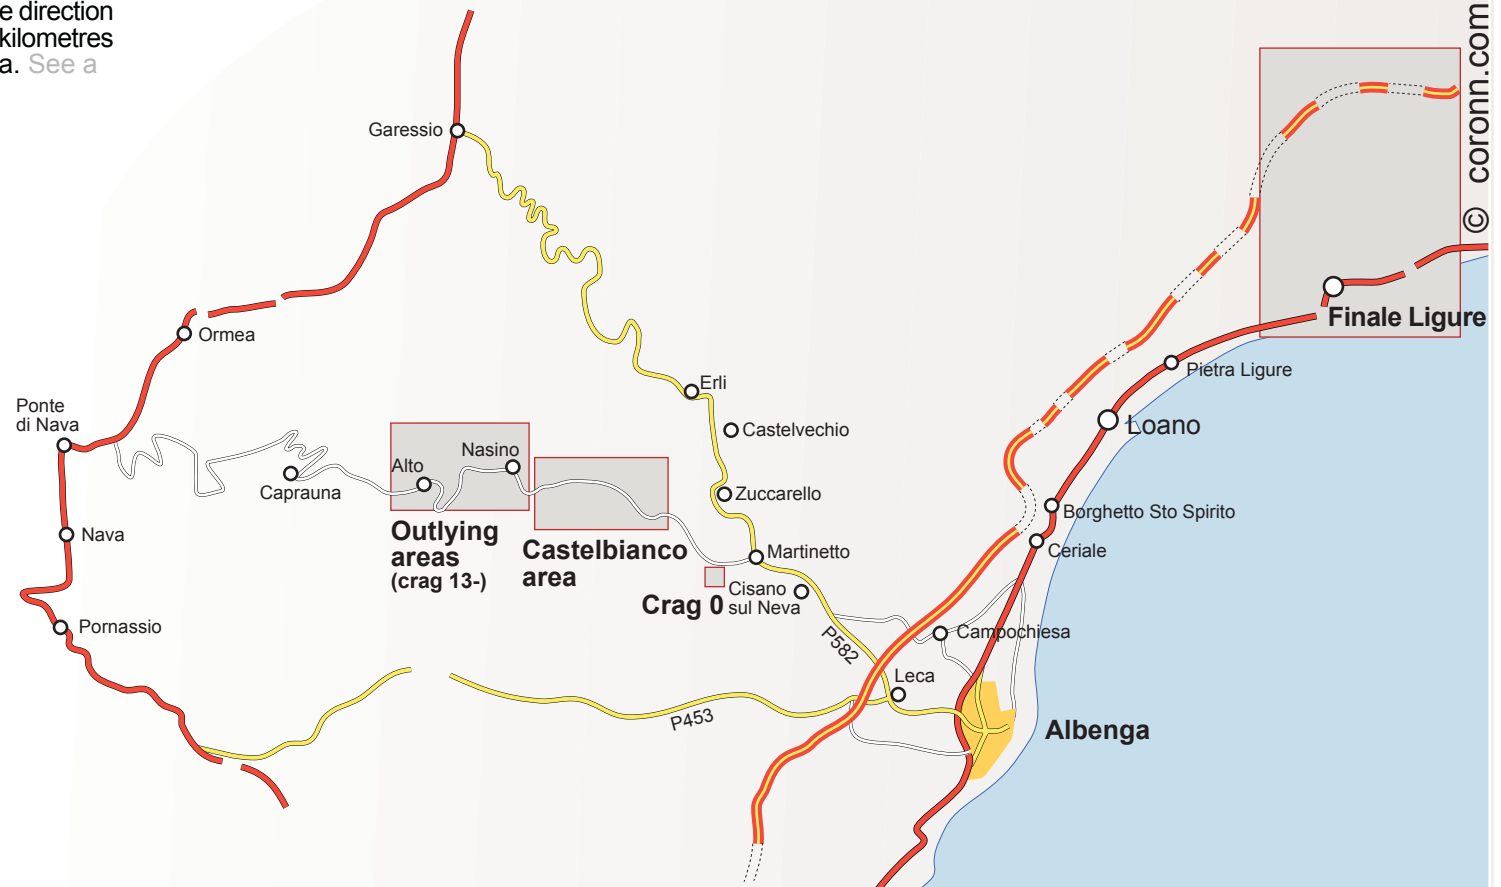 e direction
kilometres
a. See a
© coronn.com
Garessio
Finale Ligure
Ormea
Pietra Ligure
Erli
Ponte
di Nava
Castelvechio
Loano
Nasino
Alto
Caprauna
Zuccarello
Borghetto Sto Spirito
Nava
Outlying
areas
(crag 13-)
Castelbianco
area
Martinetto
Ceriale
Crag 0
Cisano
sul Neva
Pornassio
P582
Campochiesa
Leca
P453
Albenga